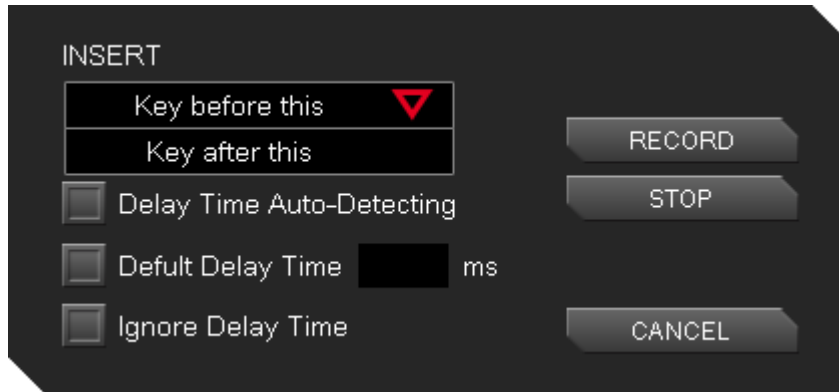 INSERT
Key before this
Key after this
RECORD
Delay Time Auto-Detecting
STOP
Defult Delay Time ms
Ignore Delay Time
CANCEL